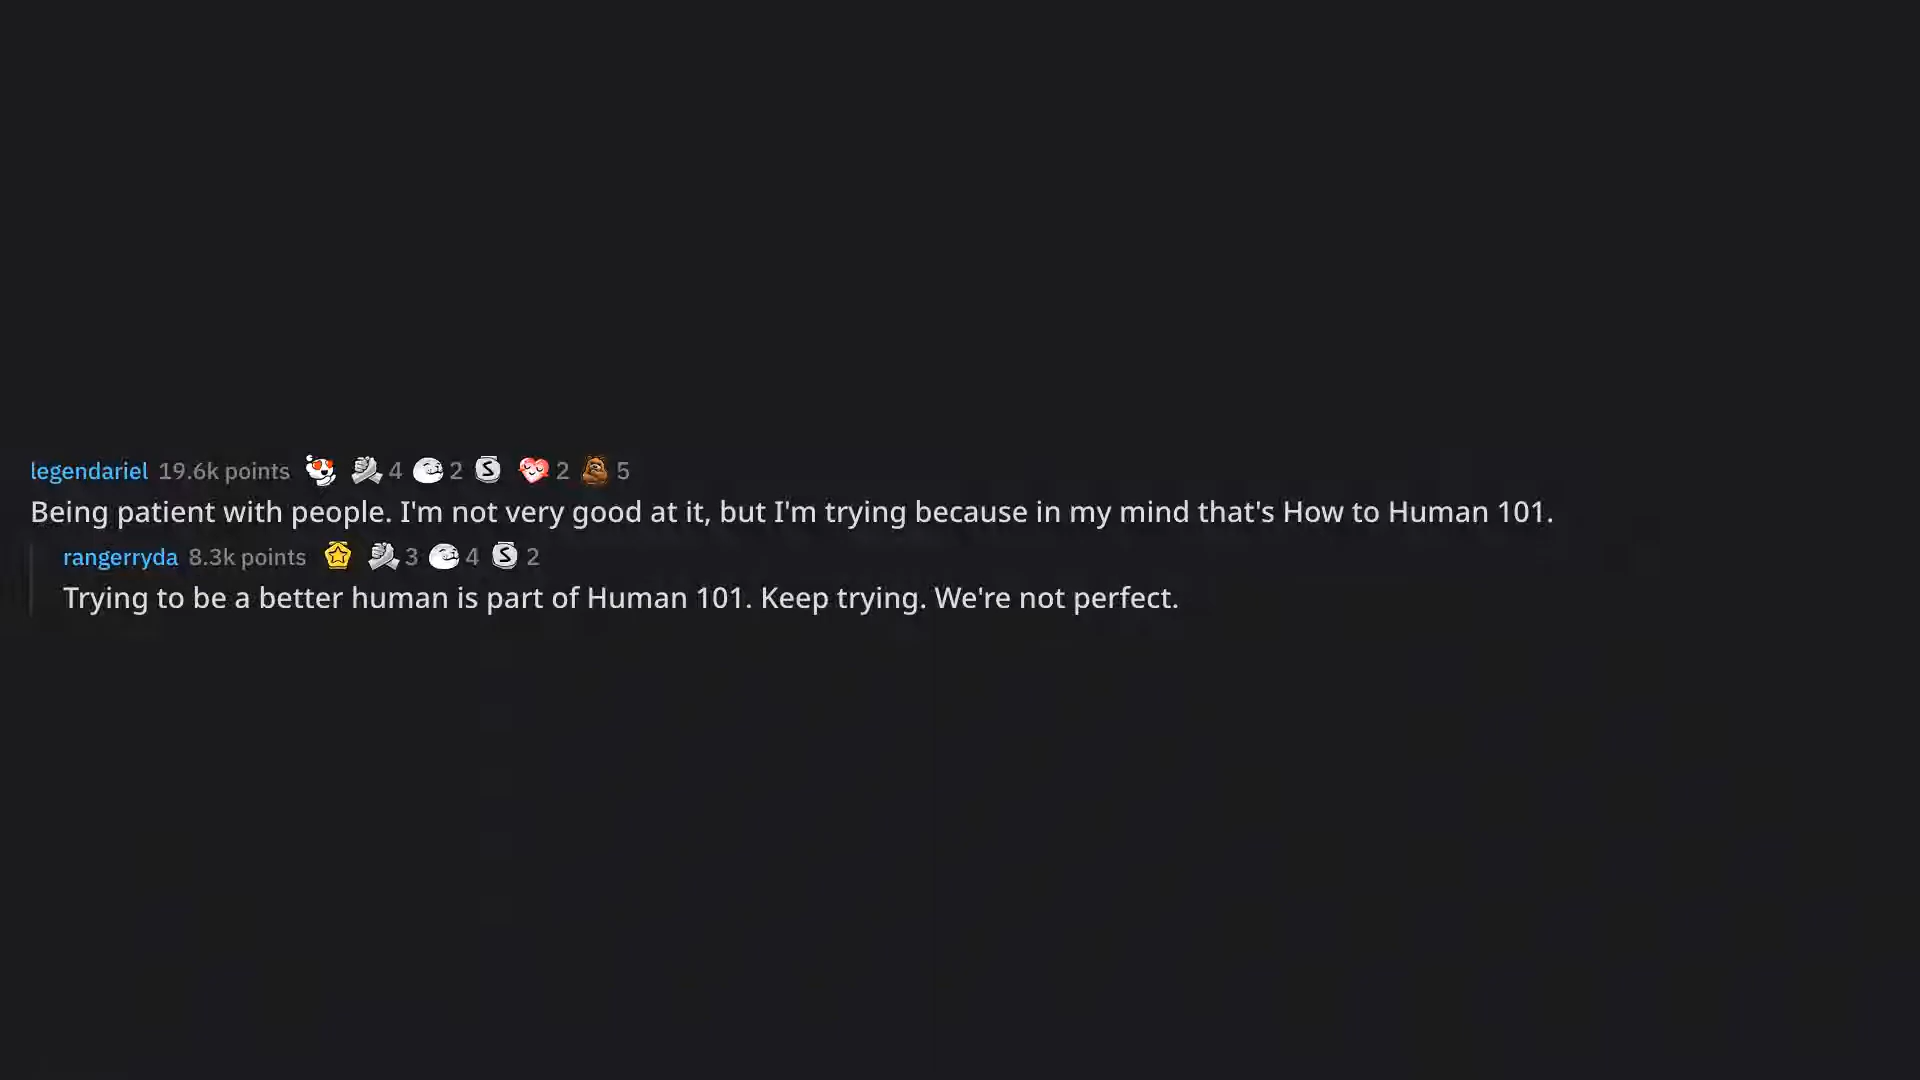 legendariel 19.6k points 4 2 2 5
Being patient with people. I'm not very good at it, but I'm trying because in my mind that's How to Human 101.
rangerryda 8.3k points 3 4 2
Trying to be a better human is part of Human 101. Keep trying. We're not perfect.